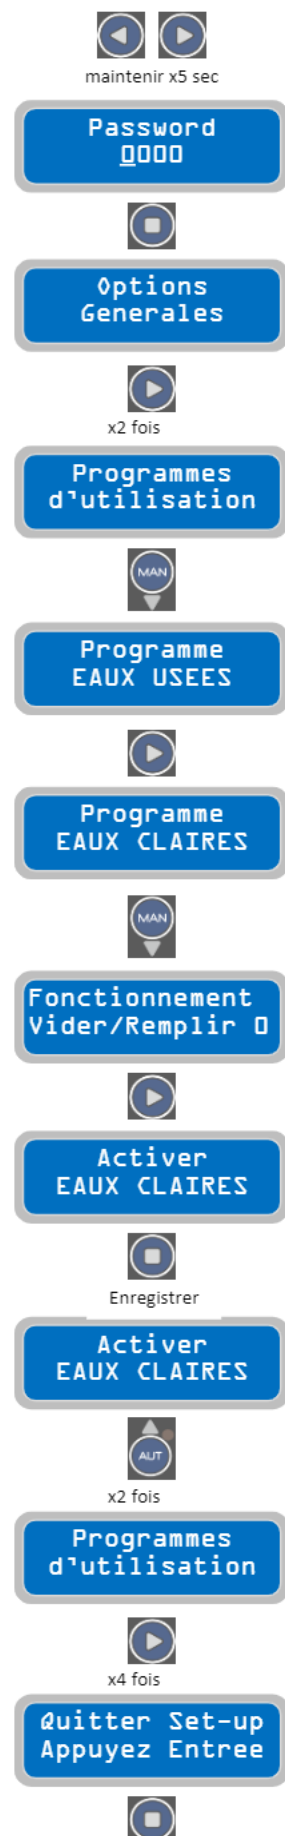 maintenir x5 sec
Password
0000
Options
Generales
x2 fois
Programmes
d'utilisation
MAN
Programme
EAUX USEES
Programme
EAUX CLAIRES
MAN
Fonctionnement
Vider/Remplir 0
Activer
EAUX CLAIRES
Enregistrer
Activer
EAUX CLAIRES
AUT
x2 fois
Programmes
d'utilisation
x4 fois
Quitter Set-up
Appuyez Entree